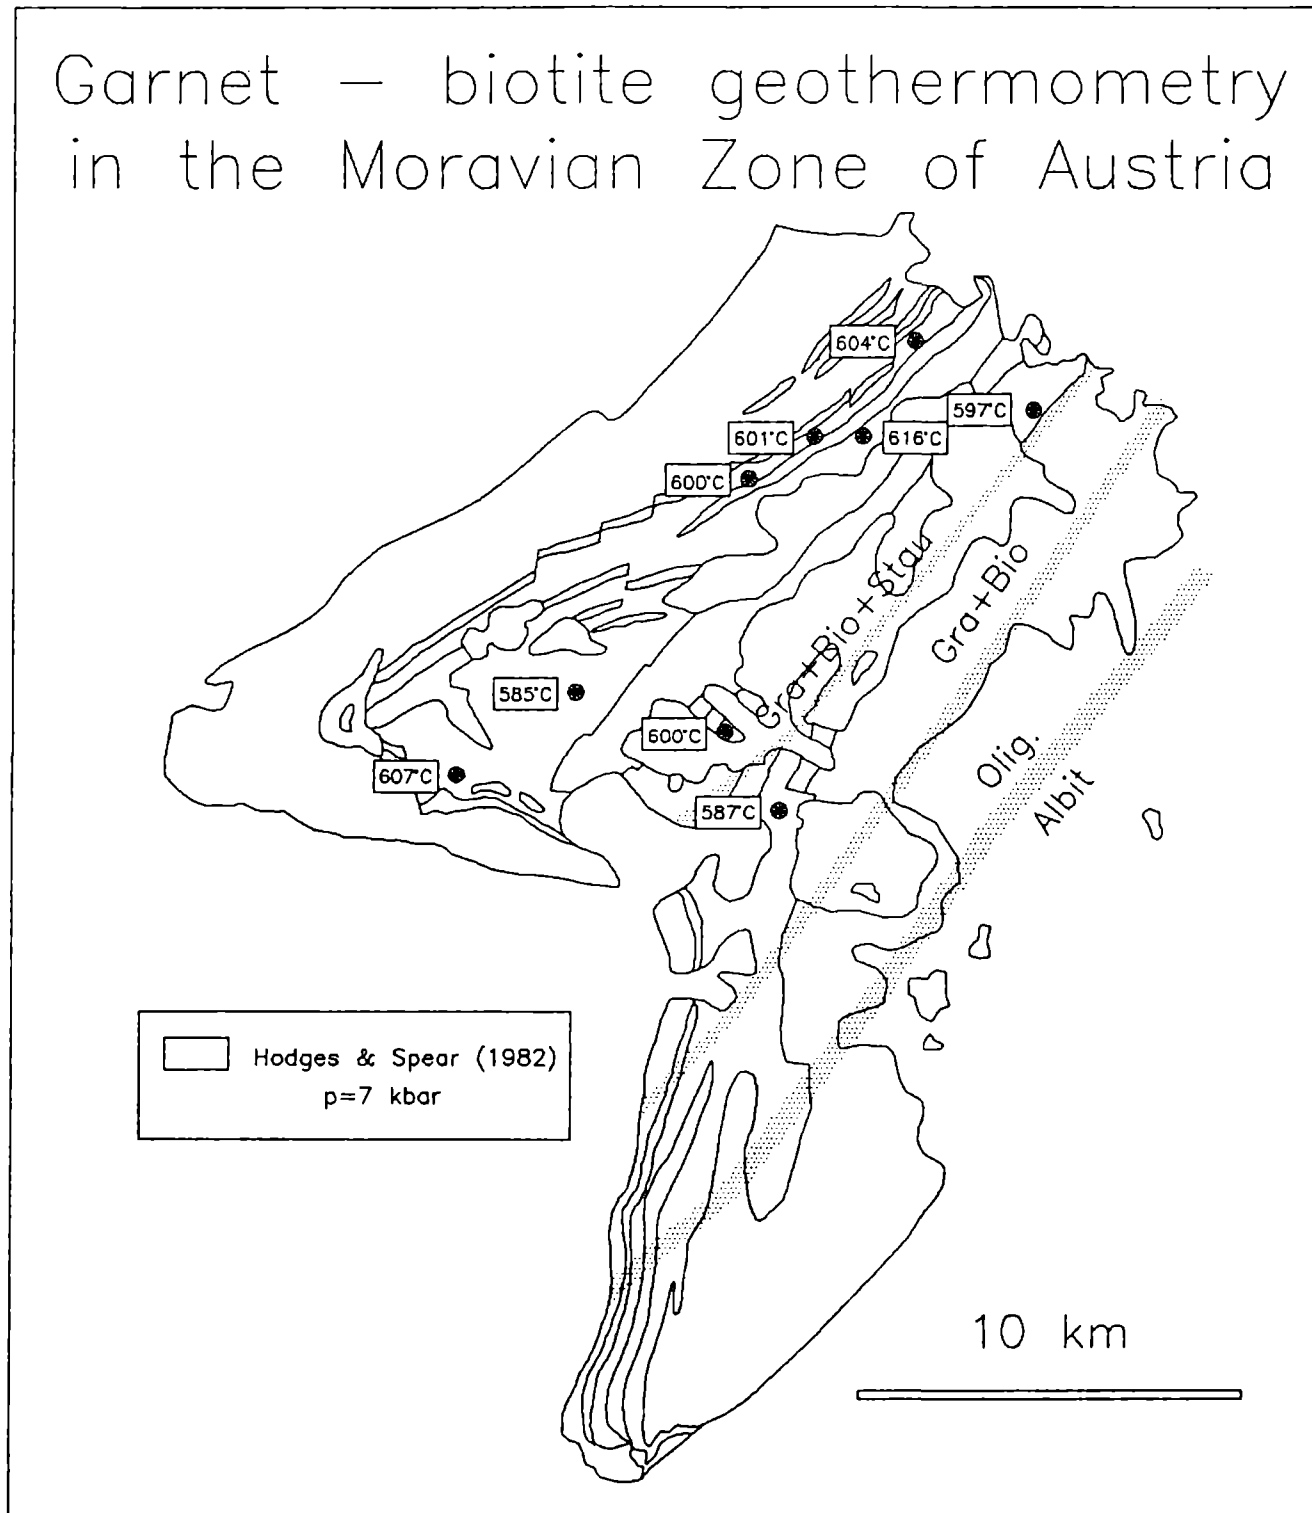 Garnet – biotite geothermometry
in the Moravian Zone of Austria
604°C
597°C
601°C
616°C
600°C
Gra+Bio+Stau
Gra+Bio
585°C
600°C
Olig.
Albit
607°C
587°C
Hodges & Spear (1982)
p=7 kbar
10 km